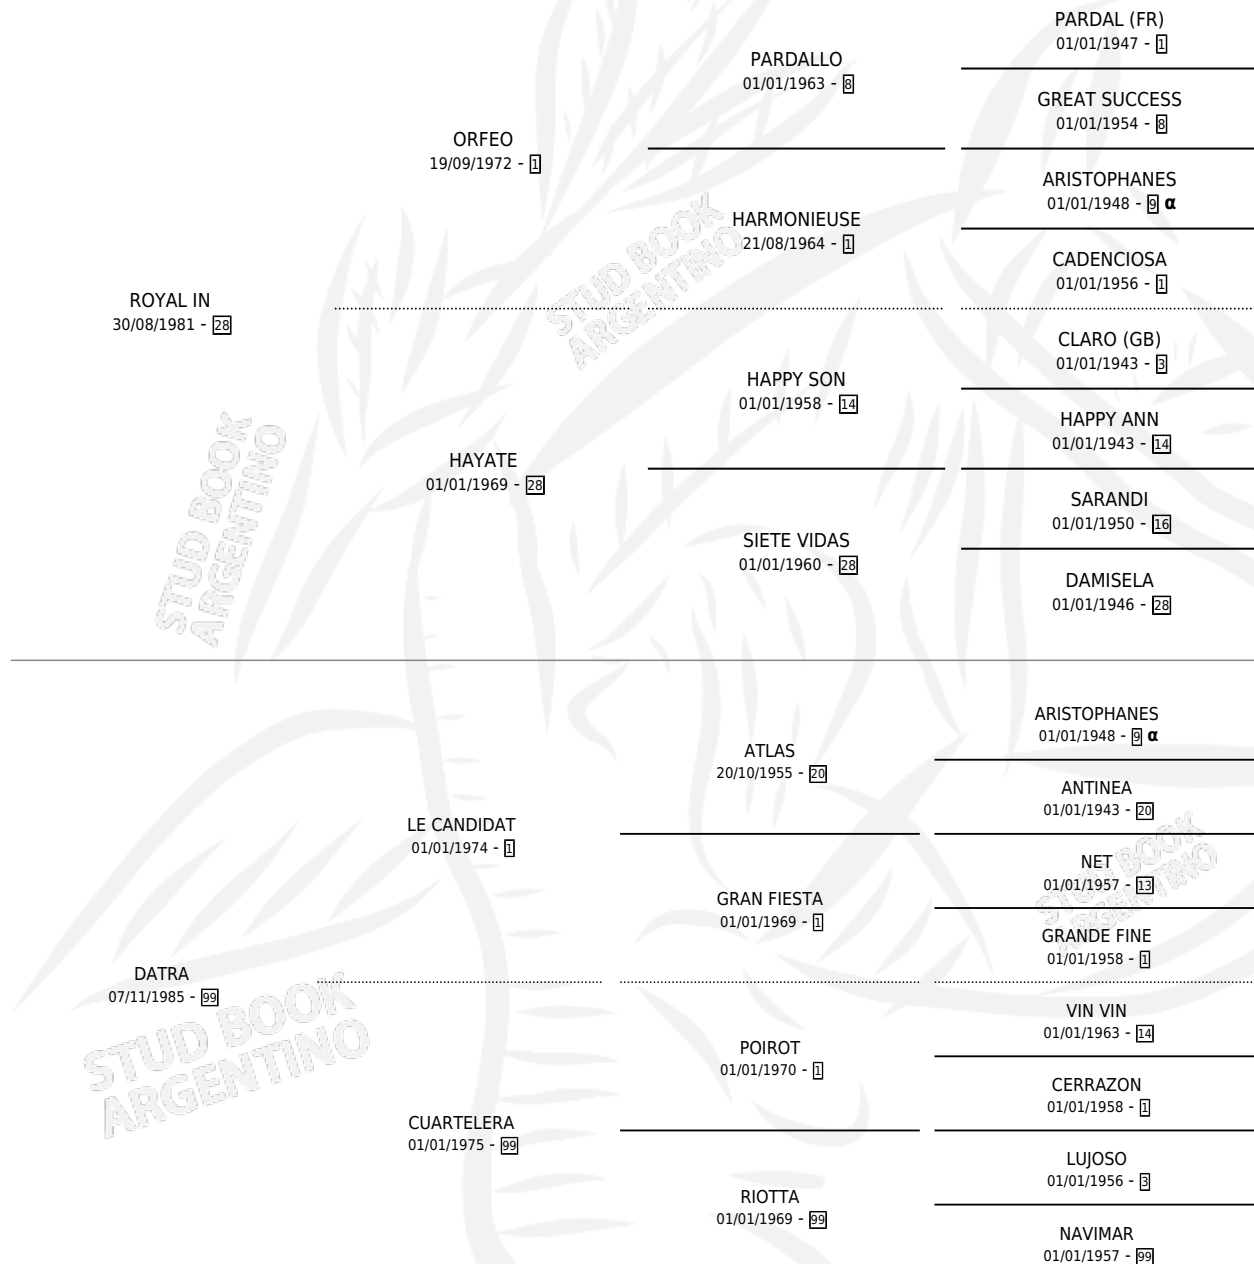 PARDAL (FR)
01/01/1947 - 1
PARDALLO
01/01/1963 - 8
GREAT SUCCESS
01/01/1954 - 8
ORFEO
19/09/1972 - 1
ARISTOPHANES
01/01/1948 - 9 α
HARMONIEUSE
21/08/1964 - 1
CADENCIOSA
01/01/1956 - 1
ROYAL IN
30/08/1981 - 28
CLARO (GB)
01/01/1943 - 3
HAPPY SON
01/01/1958 - 14
HAPPY ANN
01/01/1943 - 14
HAYATE
01/01/1969 - 28
SARANDI
01/01/1950 - 16
SIETE VIDAS
01/01/1960 - 28
DAMISELA
01/01/1946 - 28
ARISTOPHANES
01/01/1948 - 9 α
ATLAS
20/10/1955 - 20
ANTINEA
01/01/1943 - 20
LE CANDIDAT
01/01/1974 - 1
NET
01/01/1957 - 13
GRAN FIESTA
01/01/1969 - 1
GRANDE FINE
01/01/1958 - 1
DATRA
07/11/1985 - 99
VIN VIN
01/01/1963 - 14
POIROT
01/01/1970 - 1
CERRAZON
01/01/1958 - 1
CUARTELERA
01/01/1975 - 99
LUJOSO
01/01/1956 - 3
RIOTTA
01/01/1969 - 99
NAVIMAR
01/01/1957 - 99
STUD BOOK
ARGENTINO
STUD BOOK
ARGENTINO
STUD BOOK
ARGENTINO
STUD BOOK
ARGENTINO